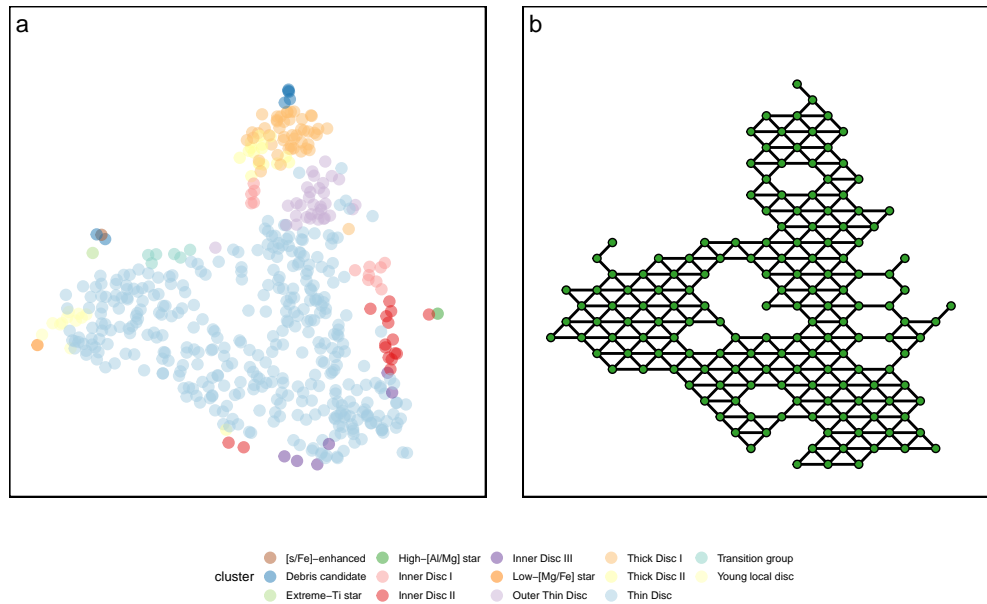 a
b
cluster
[s/Fe]−enhanced
Debris candidate
Extreme−Ti star
High−[Al/Mg] star
Inner Disc I
Inner Disc II
Inner Disc III
Low−[Mg/Fe] star
Outer Thin Disc
Thick Disc I
Thick Disc II
Thin Disc
Transition group
Young local disc